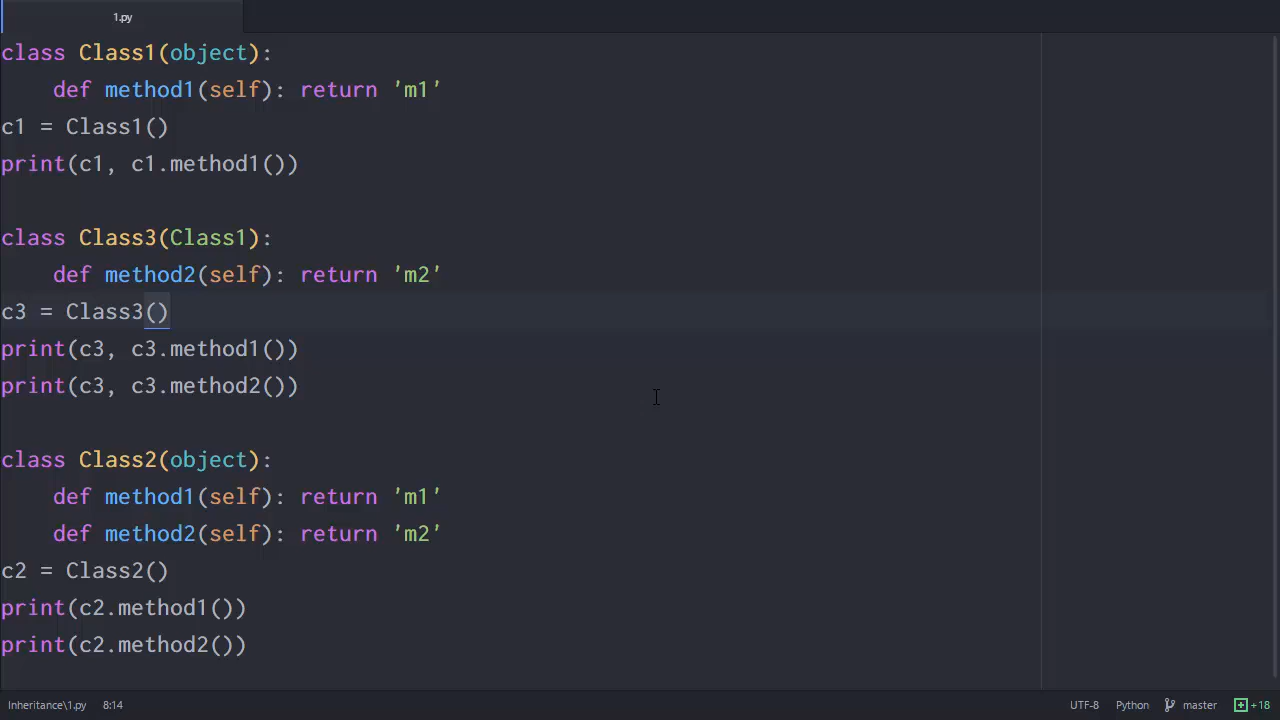 1.py
class Class1(object):
    def method1(self): return 'm1'
c1 = Class1()
print(c1, c1.method1())

class Class3(Class1):
    def method2(self): return 'm2'
c3 = Class3()
print(c3, c3.method1())
print(c3, c3.method2())

class Class2(object):
    def method1(self): return 'm1'
    def method2(self): return 'm2'
c2 = Class2()
print(c2.method1())
print(c2.method2())
Inheritance\1.py 8:14 UTF-8 Python master +18